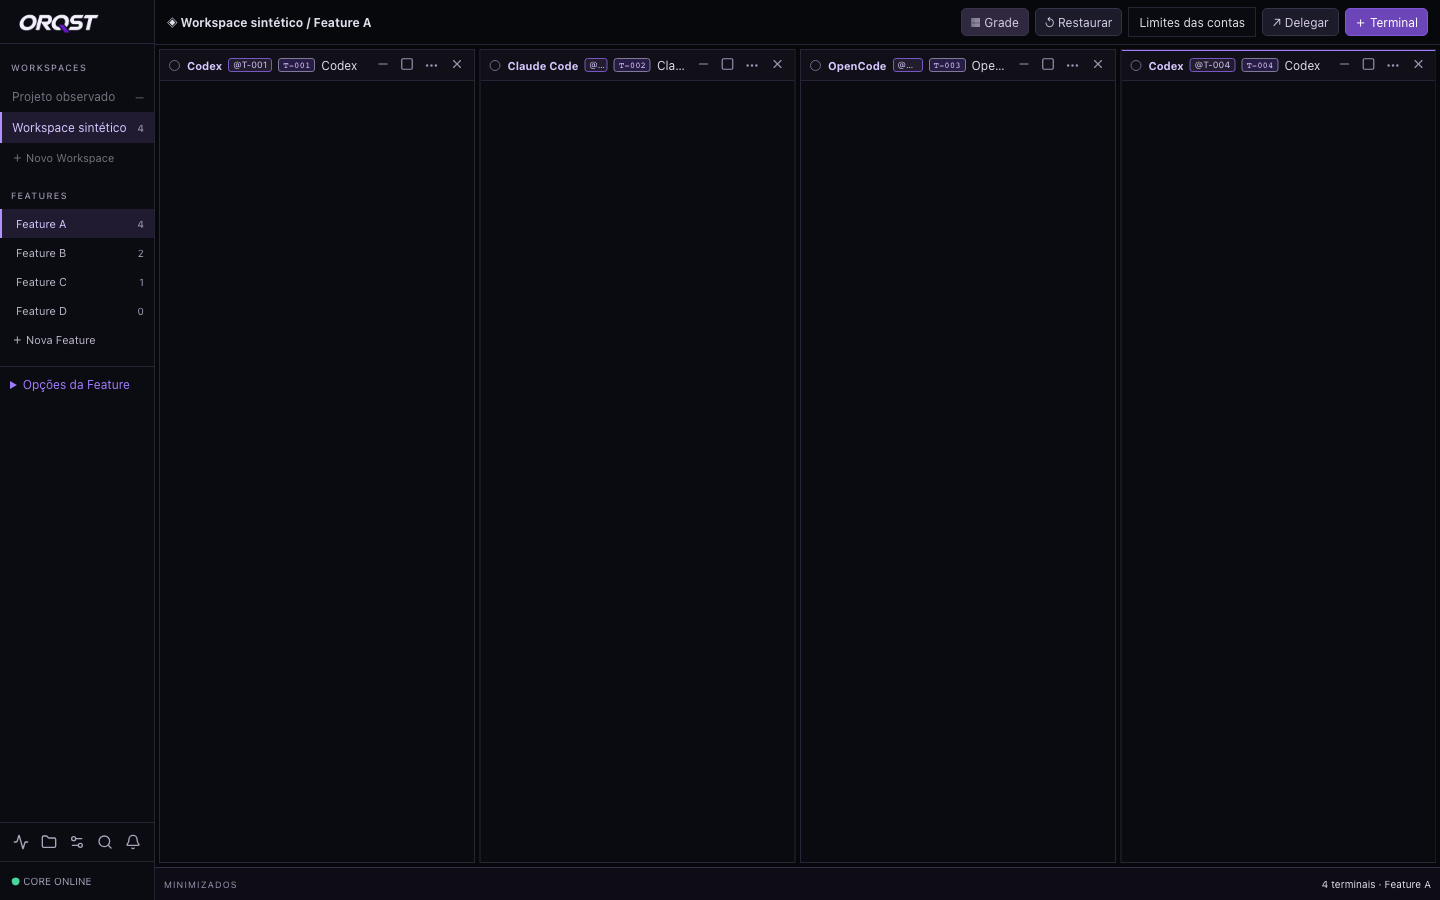 ORQST
◈ Workspace sintético / Feature A
▦ Grade
↺ Restaurar
Limites das contas
↗ Delegar
+ Terminal
WORKSPACES
Projeto observado —
Workspace sintético 4
+ Novo Workspace
FEATURES
Feature A 4
Feature B 2
Feature C 1
Feature D 0
+ Nova Feature
▶ Opções da Feature
CORE ONLINE
Codex @T-001 T-001 Codex
Claude Code @... T-002 Cla...
OpenCode @... T-003 Ope...
Codex @T-004 T-004 Codex
MINIMIZADOS
4 terminais · Feature A